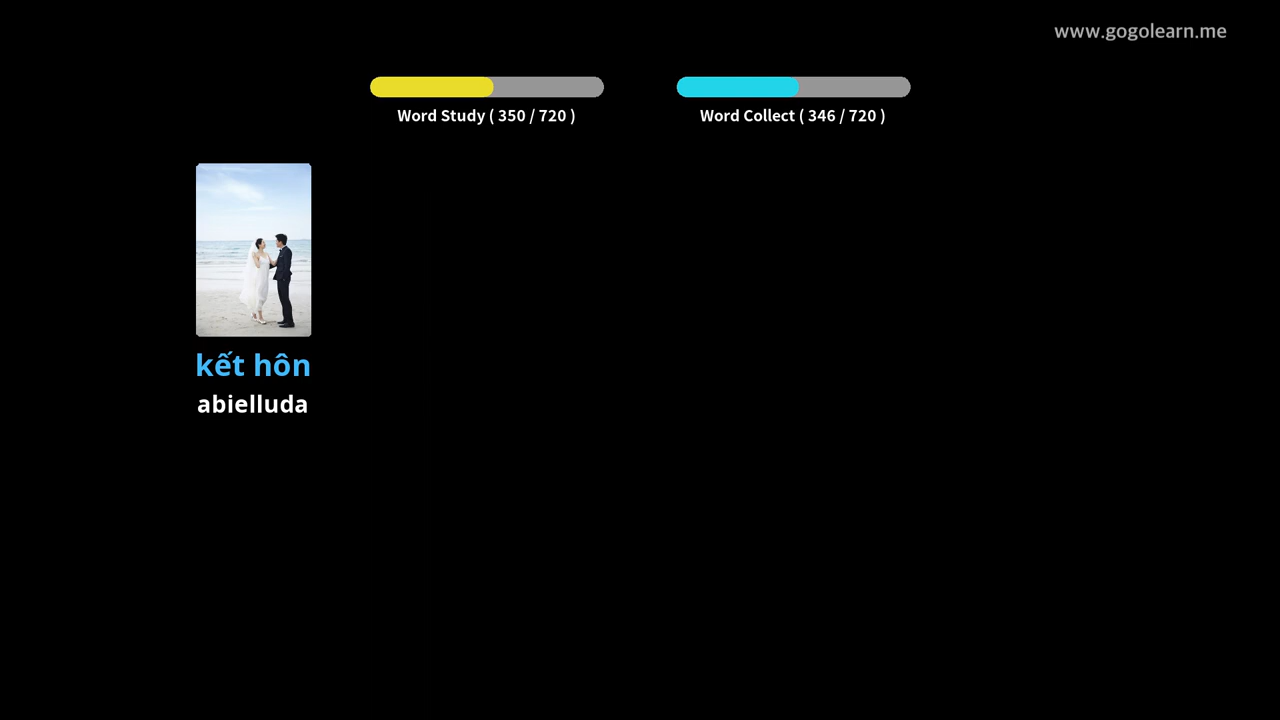 www.gogolearn.me
Word Study ( 350 / 720 )
Word Collect ( 346 / 720 )
kết hôn
abielluda